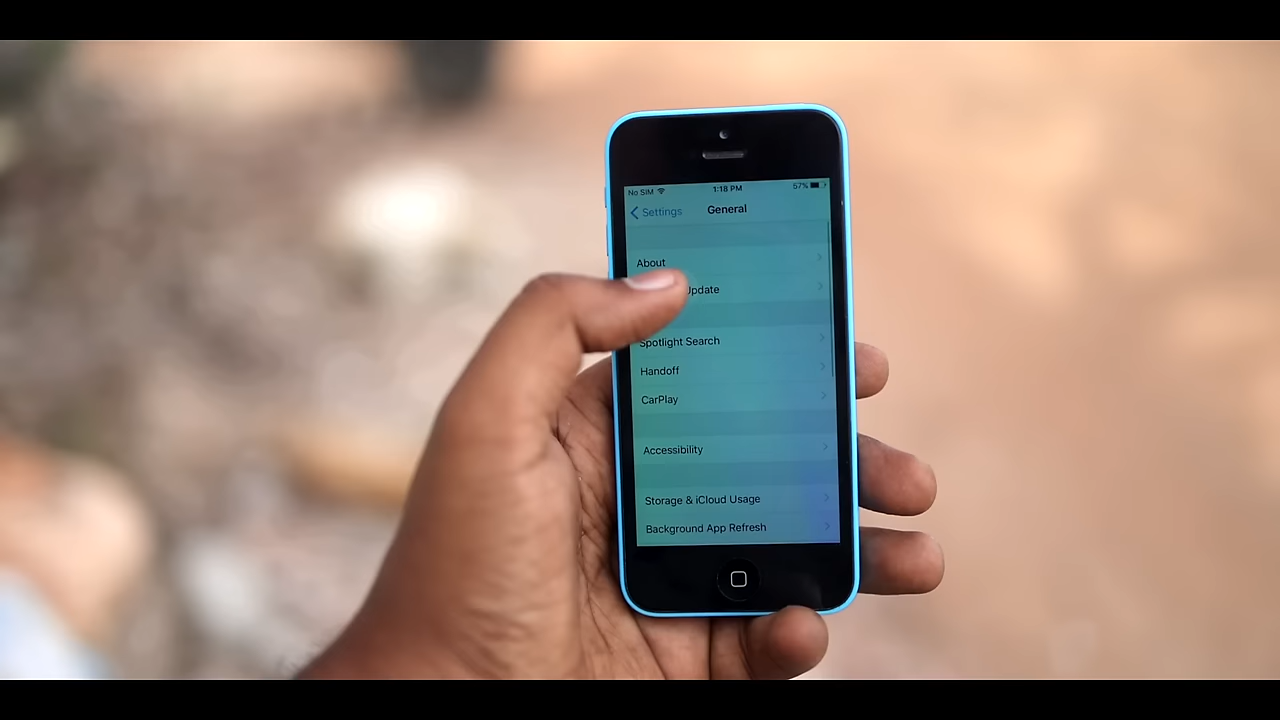 No SIM 1:18 PM 57%
Settings General
About
Update
Spotlight Search
Handoff
CarPlay
Accessibility
Storage & iCloud Usage
Background App Refresh